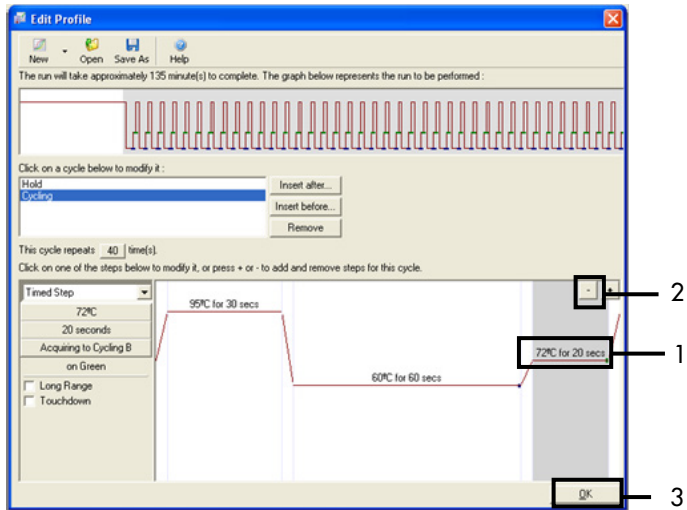 Edit Profile
New Open Save As Help
The run will take approximately 135 minute(s) to complete. The graph below represents the run to be performed :
Click on a cycle below to modify it :
Hold
Cycling
Insert after...
Insert before...
Remove
This cycle repeats 40 time(s).
Click on one of the steps below to modify it, or press + or - to add and remove steps for this cycle.
Timed Step
72ºC
20 seconds
Acquiring to Cycling B
on Green
Long Range
Touchdown
95ºC for 30 secs
60ºC for 60 secs
72ºC for 20 secs
- +
2
1
OK
3